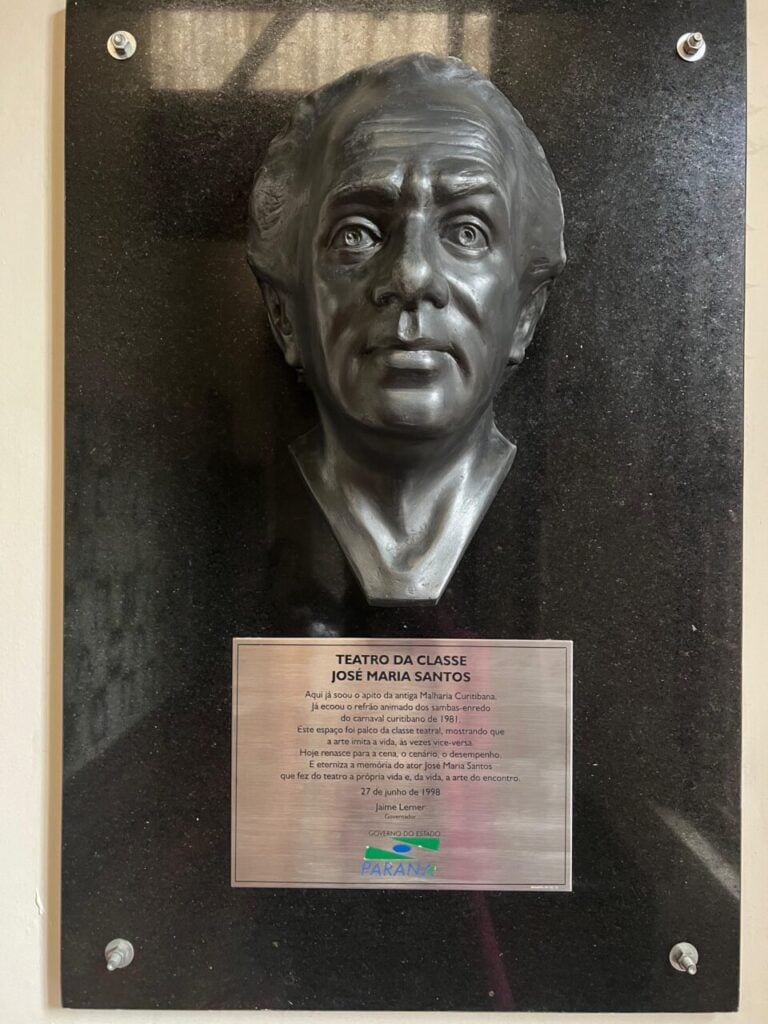 TEATRO DA CLASSE
JOSÉ MARIA SANTOS
Aqui já soou o apito da antiga Malharia Curitibana.
Já ecoou o refrão animado dos sambas-enredo
do carnaval curitibano de 1981.
Este espaço foi palco da classe teatral, mostrando que
a arte imita a vida, às vezes vice-versa.
Hoje renasce para a cena, o cenário, o desempenho.
E eterniza a memória do ator José Maria Santos
que fez do teatro a própria vida e, da vida, a arte do encontro.
27 de junho de 1998
Jaime Lerner
Governador
GOVERNO DO ESTADO
PARANÁ